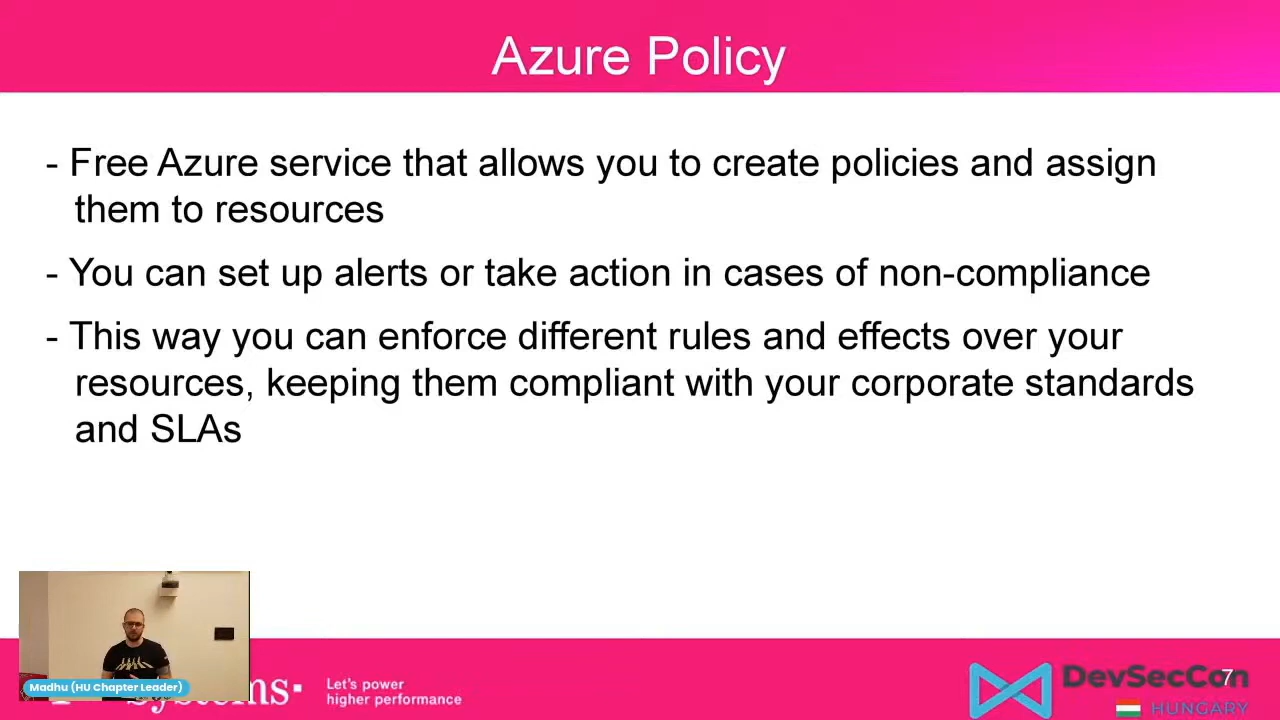 Azure Policy
- Free Azure service that allows you to create policies and assign
them to resources
- You can set up alerts or take action in cases of non-compliance
- This way you can enforce different rules and effects over your
resources, keeping them compliant with your corporate standards
and SLAs
Madhu (HU Chapter Leader)
Systems
Let's power
higher performance
DevSecCon
7
HUNGARY